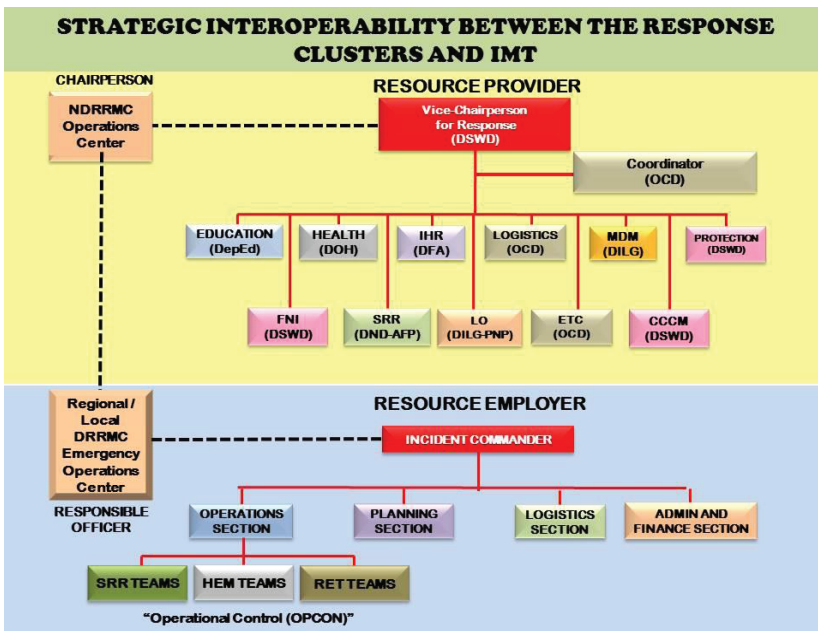 STRATEGIC INTEROPERABILITY BETWEEN THE RESPONSE
CLUSTERS AND IMT
CHAIRPERSON
RESOURCE PROVIDER
NDRRMC
Operations
Center
Vice-Chairperson
for Response
(DSWD)
Coordinator
(OCD)
EDUCATION
(DepEd)
HEALTH
(DOH)
IHR
(DFA)
LOGISTICS
(OCD)
MDM
(DILG)
PROTECTION
(DSWD)
FNI
(DSWD)
SRR
(DND-AFP)
LO
(DILG-PNP)
ETC
(OCD)
CCCM
(DSWD)
Regional /
Local
DRRMC
Emergency
Operations
Center
RESPONSIBLE
OFFICER
RESOURCE EMPLOYER
INCIDENT COMMANDER
OPERATIONS
SECTION
PLANNING
SECTION
LOGISTICS
SECTION
ADMIN AND
FINANCE SECTION
SRR TEAMS
HEM TEAMS
RET TEAMS
“Operational Control (OPCON)”